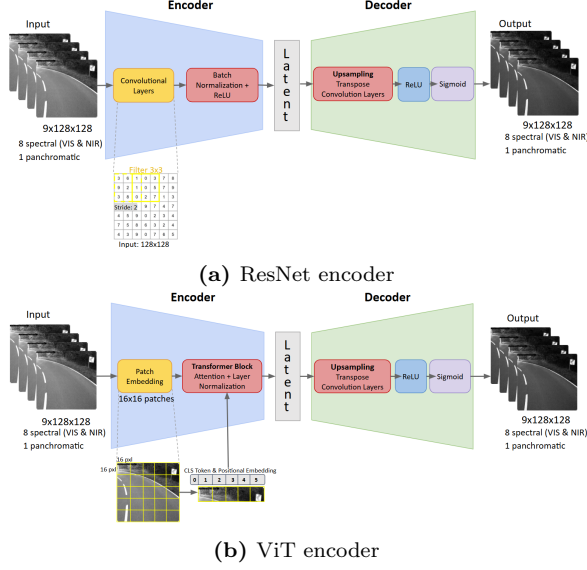 Encoder
Decoder
Input
Output
Convolutional
Layers
Batch
Normalization +
ReLU
Latent
Upsampling
Transpose
Convolution Layers
ReLU
Sigmoid
9x128x128
8 spectral (VIS & NIR)
1 panchromatic
9x128x128
8 spectral (VIS & NIR)
1 panchromatic
Filter 3x3
Stride: 2
Input: 128x128
(a) ResNet encoder
Encoder
Decoder
Input
Output
Patch
Embedding
16x16 patches
Transformer Block
Attention + Layer
Normalization
Latent
Upsampling
Transpose
Convolution Layers
ReLU
Sigmoid
9x128x128
8 spectral (VIS & NIR)
1 panchromatic
9x128x128
8 spectral (VIS & NIR)
1 panchromatic
16 pxl
16 pxl
CLS Token & Positional Embedding
0 1 2 3 4 5
(b) ViT encoder